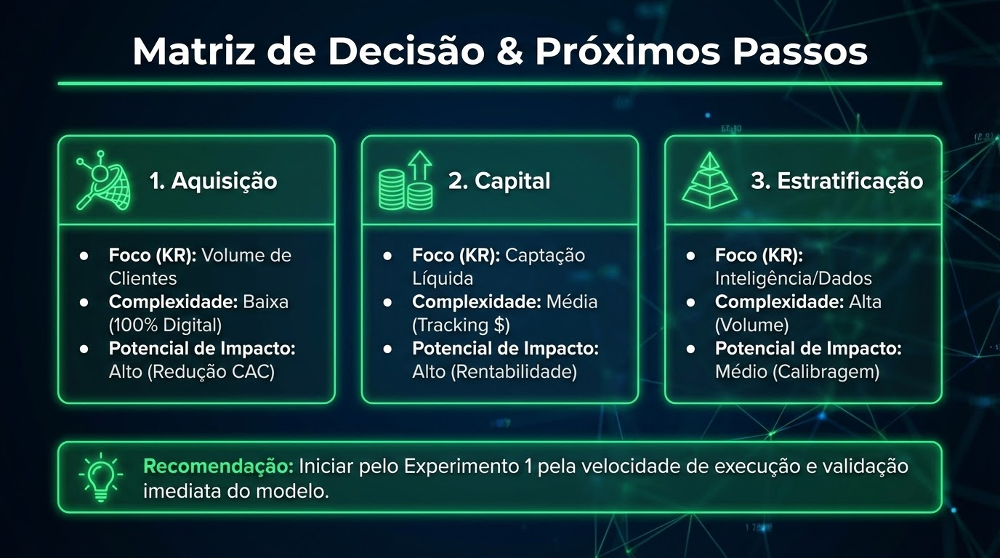 Matriz de Decisão & Próximos Passos
1. Aquisição
● Foco (KR): Volume de
Clientes
● Complexidade: Baixa
(100% Digital)
● Potencial de Impacto:
Alto (Redução CAC)
2. Capital
● Foco (KR): Captação
Líquida
● Complexidade: Média
(Tracking $)
● Potencial de Impacto:
Alto (Rentabilidade)
3. Estratificação
● Foco (KR):
Inteligência/Dados
● Complexidade: Alta
(Volume)
● Potencial de Impacto:
Médio (Calibragem)
Recomendação: Iniciar pelo Experimento 1 pela velocidade de execução e validação
imediata do modelo.